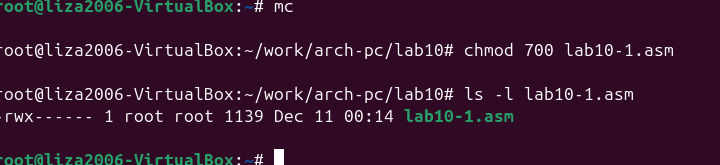 root@liza2006-VirtualBox:~# mc
root@liza2006-VirtualBox:~/work/arch-pc/lab10# chmod 700 lab10-1.asm
root@liza2006-VirtualBox:~/work/arch-pc/lab10# ls -l lab10-1.asm
-rwx------ 1 root root 1139 Dec 11 00:14 lab10-1.asm
root@liza2006-VirtualBox:~#